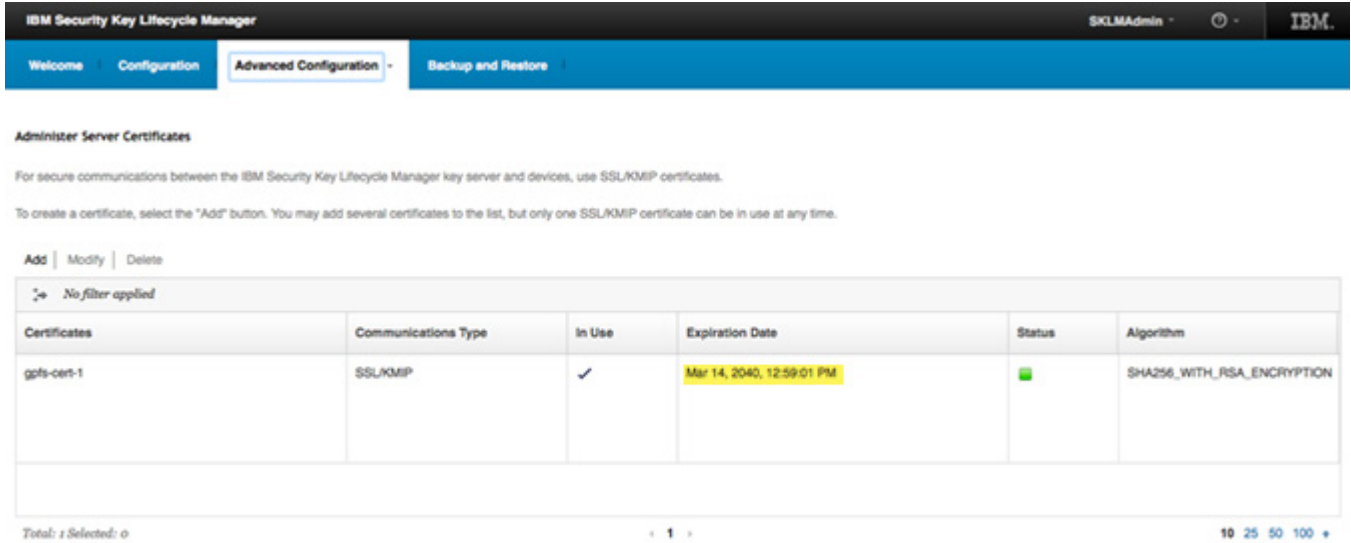 IBM Security Key Lifecycle Manager SKLMAdmin IBM.
Welcome Configuration Advanced Configuration Backup and Restore
Administer Server Certificates
For secure communications between the IBM Security Key Lifecycle Manager key server and devices, use SSL/KMIP certificates.
To create a certificate, select the "Add" button. You may add several certificates to the list, but only one SSL/KMIP certificate can be in use at any time.
Add | Modify | Delete
No filter applied
Certificates Communications Type In Use Expiration Date Status Algorithm
gpfs-cert-1 SSL/KMIP ✓ Mar 14, 2040, 12:59:01 PM SHA256_WITH_RSA_ENCRYPTION
Total: 1 Selected: 0 ‹ 1 › 10 25 50 100 +